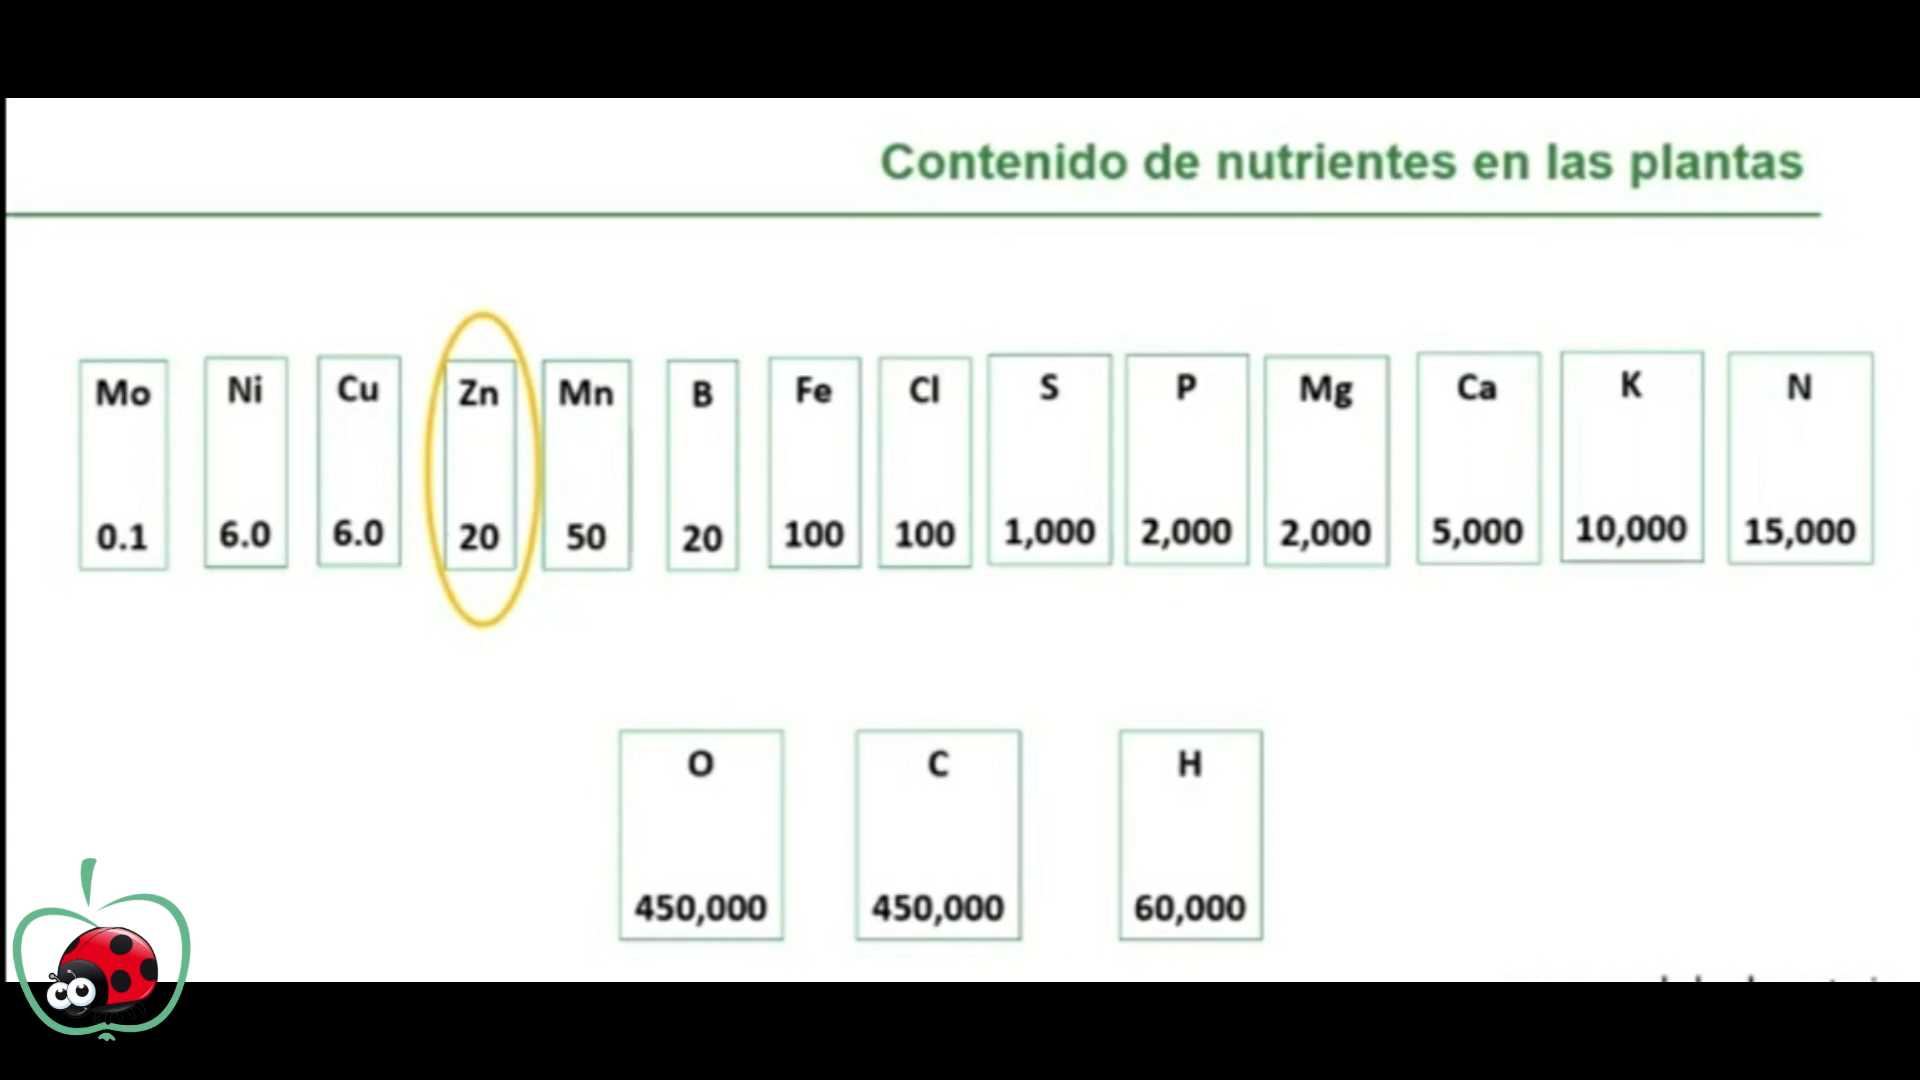 Contenido de nutrientes en las plantas
Mo Ni Cu Zn Mn B Fe Cl S P Mg Ca K N
0.1 6.0 6.0 20 50 20 100 100 1,000 2,000 2,000 5,000 10,000 15,000
O C H
450,000 450,000 60,000